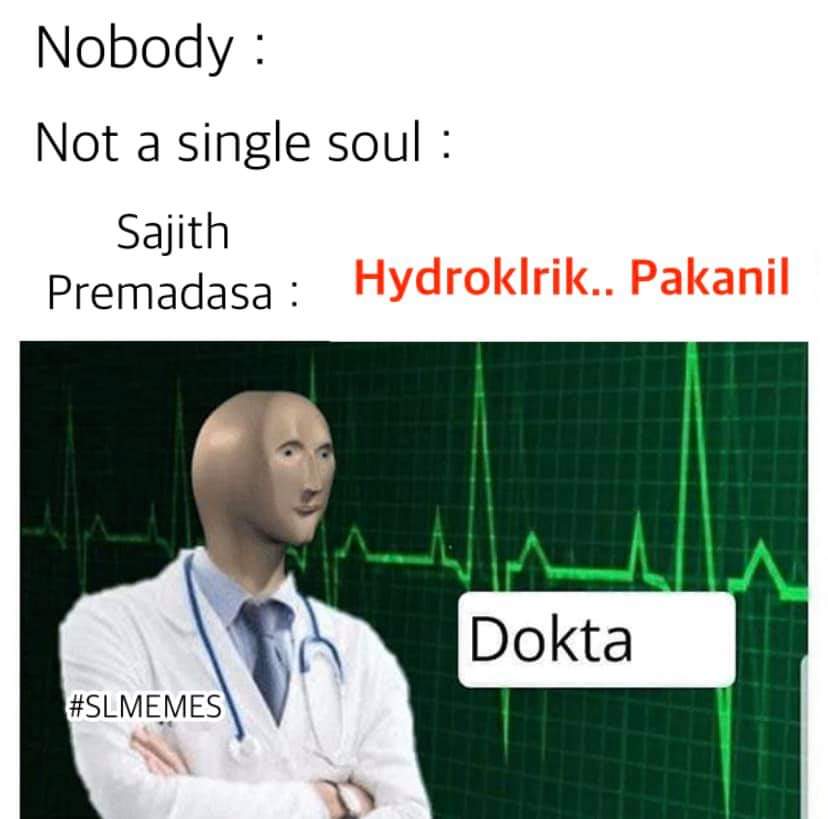 Nobody :
Not a single soul :
Sajith
Premadasa :
Hydroklrik.. Pakanil
Dokta
#SLMEMES